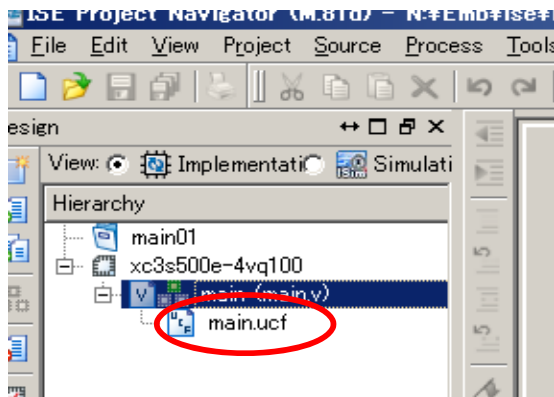 ISE Project Navigator (M.81d) - N:¥Emb¥ise¥
File Edit View Project Source Process Tools
esign
View: Implementati Simulati
Hierarchy
main01
xc3s500e-4vq100
main (main.v)
main.ucf